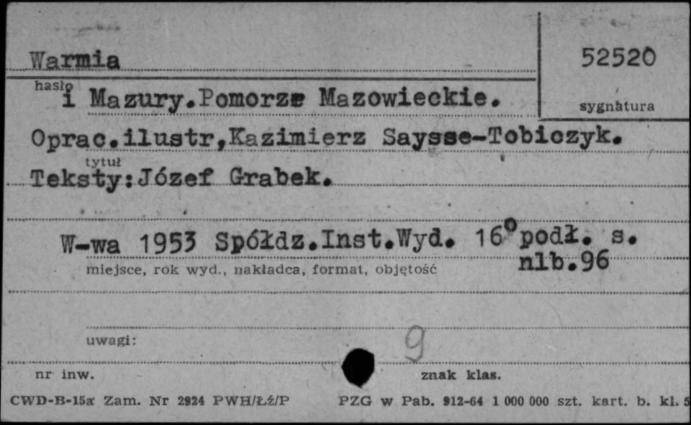 Warmia
52520
hasło
i Mazury.Pomorze Mazowieckie.
sygnatura
Oprac.ilustr,Kazimierz Saysse-Tobiczyk.
tytuł
Teksty:Józef Grabek.
W-wa 1953 Spółdz.Inst.Wyd. 16° podł. s.
nlb.96
miejsce, rok wyd., nakładca, format, objętość
uwagi:
9
nr inw.
znak klas.
CWD-B-15a Zam. Nr 2924 PWH/Łź/P
PZG w Pab. 912-64 1 000 000 szt. kart. b. kl. 5